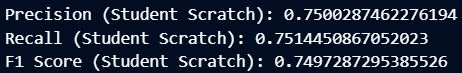 Precision (Student Scratch): 0.7500287462276194
Recall (Student Scratch): 0.7514450867052023
F1 Score (Student Scratch): 0.7497287295385526